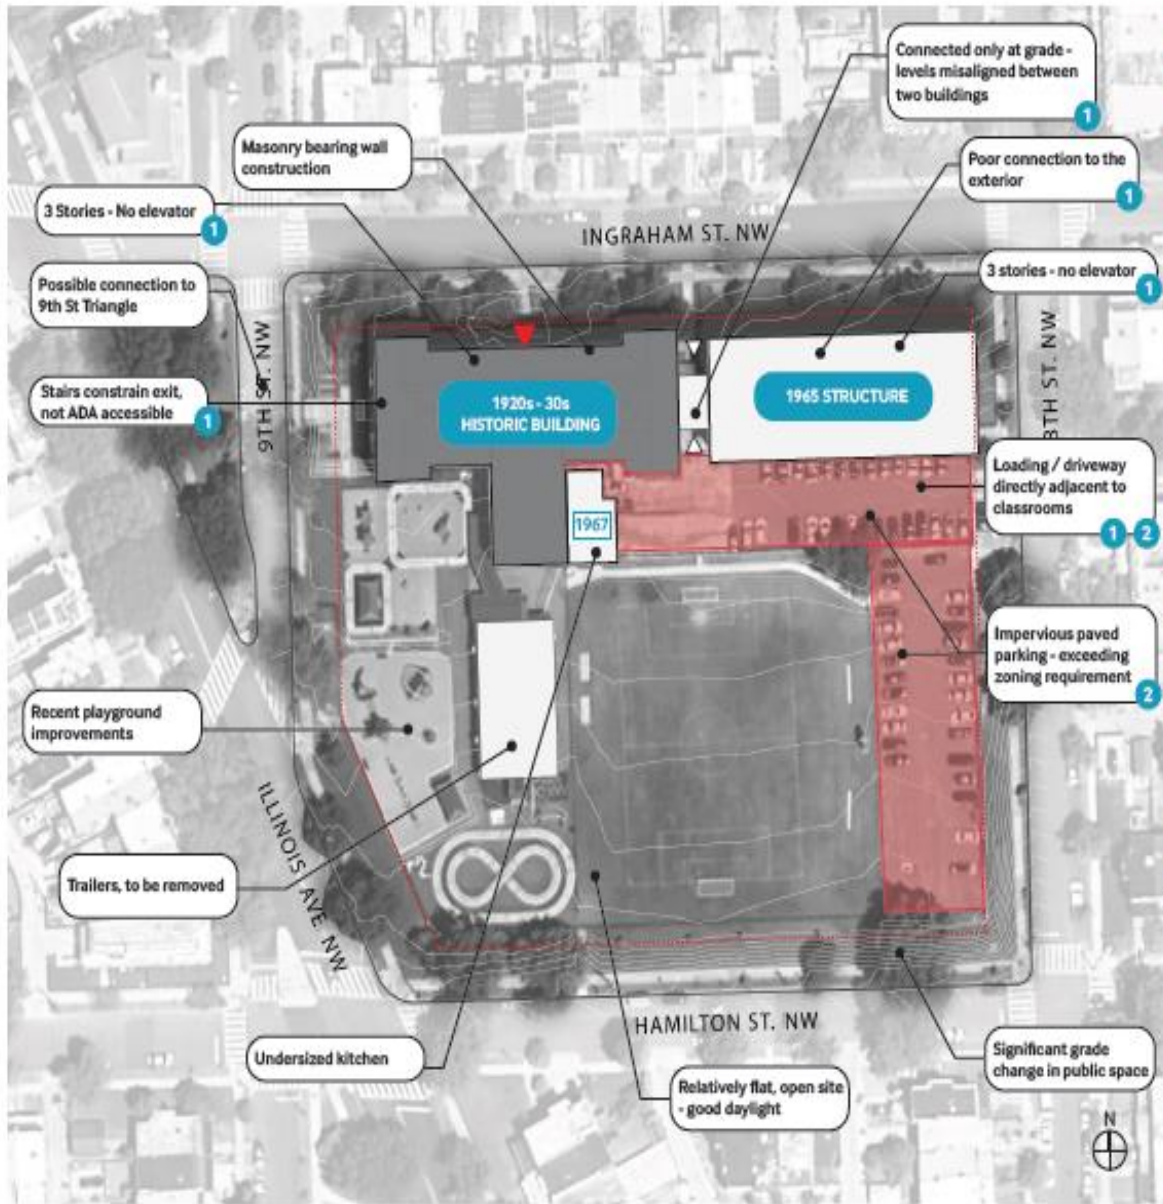 Connected only at grade -
levels misaligned between
two buildings
1
Masonry bearing wall
construction
Poor connection to the
exterior
1
3 Stories - No elevator
1
INGRAHAM ST. NW
3 stories - no elevator
1
Possible connection to
9th St Triangle
9TH ST. NW
8TH ST. NW
Stairs constrain exit,
not ADA accessible
1
1920s - 30s
HISTORIC BUILDING
1965 STRUCTURE
Loading / driveway
directly adjacent to
classrooms
1 2
1967
Impervious paved
parking - exceeding
zoning requirement
2
Recent playground
improvements
ILLINOIS AVE NW
Trailers, to be removed
HAMILTON ST. NW
Undersized kitchen
Significant grade
change in public space
Relatively flat, open site
- good daylight
N